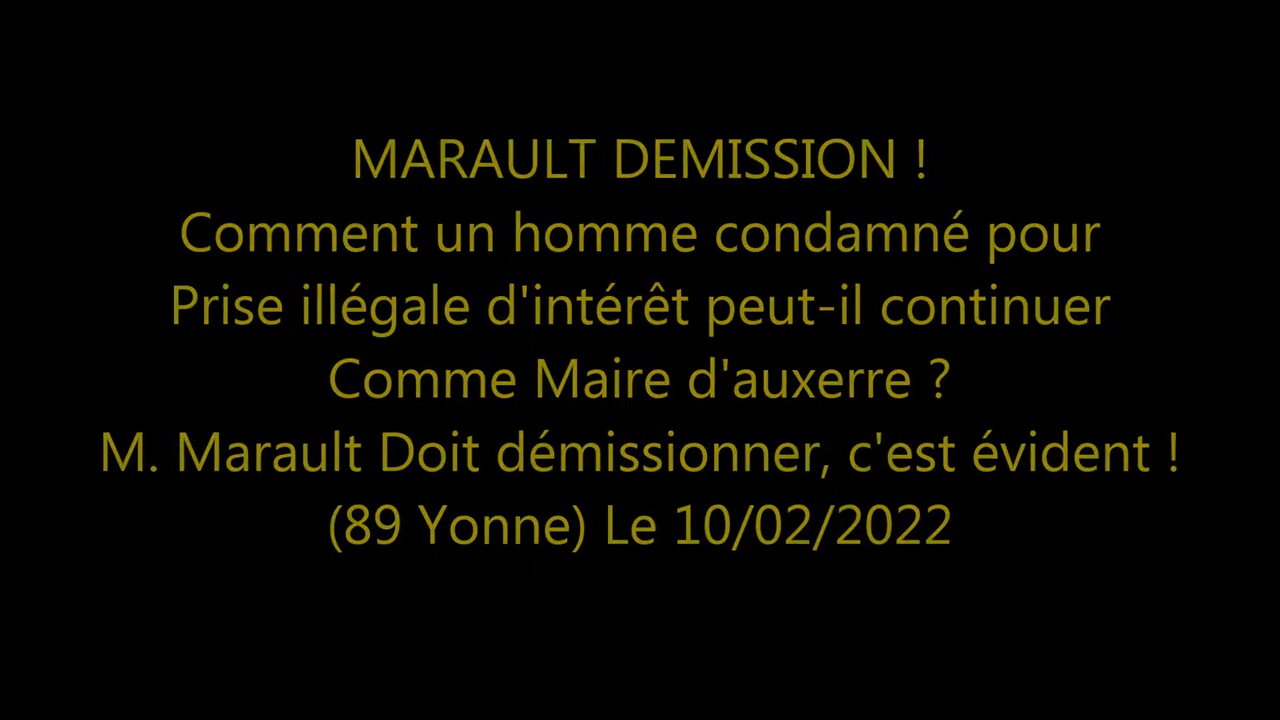 MARAULT DEMISSION !
Comment un homme condamné pour
Prise illégale d'intérêt peut-il continuer
Comme Maire d'auxerre ?
M. Marault Doit démissionner, c'est évident !
(89 Yonne) Le 10/02/2022